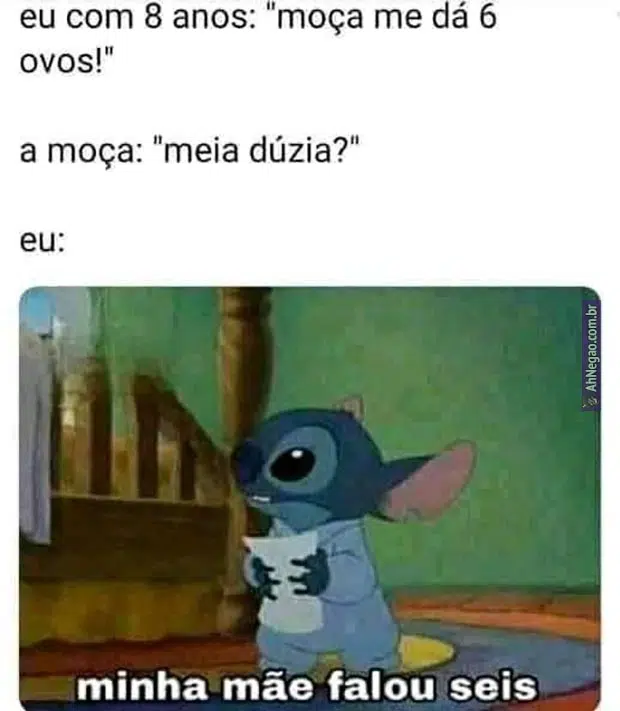 eu com 8 anos: "moça me dá 6
ovos!"
a moça: "meia dúzia?"
eu:
AhNegao.com.br
minha mãe falou seis